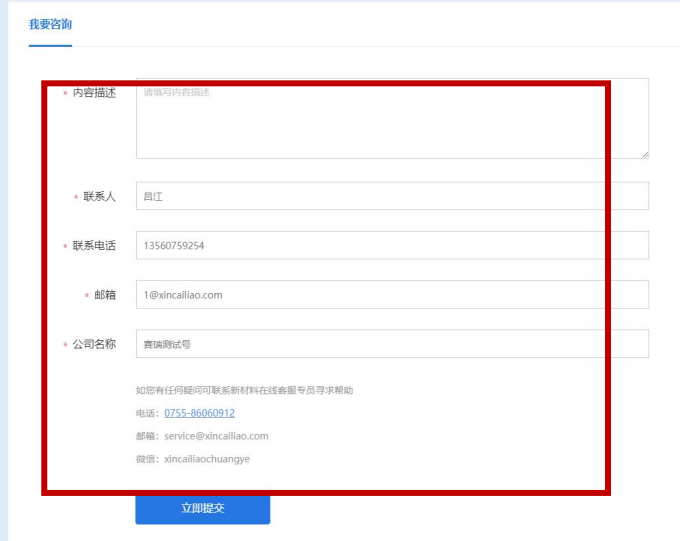 我要咨询
* 内容描述
请填写内容描述
* 联系人
吕江
* 联系电话
13560759254
* 邮箱
1@xincailiao.com
* 公司名称
赛瑞测试号
如您有任何疑问可联系新材料在线客服专员寻求帮助
电话：0755-86060912
邮箱：service@xincailiao.com
微信：xincailiaochuangye
立即提交